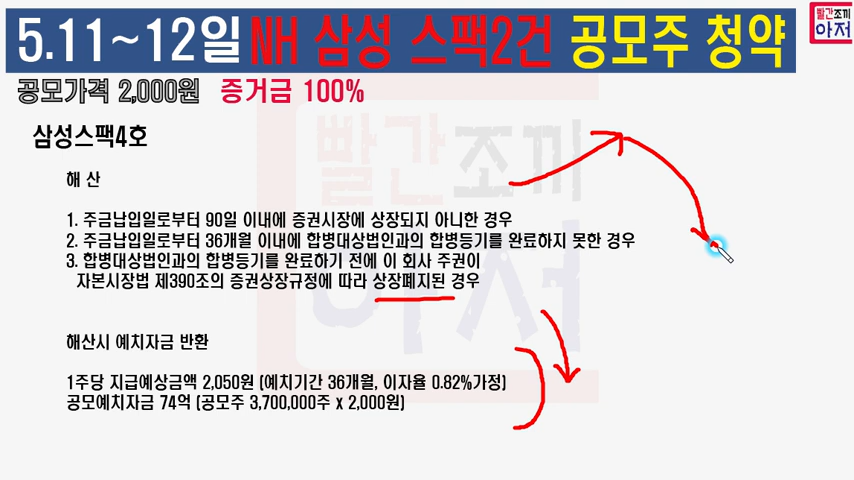 5.11~12일 NH 삼성 스팩2건 공모주 청약
빨간조끼
아저
공모가격 2,000원 증거금 100%
삼성스팩4호
빨간조끼
아저
해 산
1. 주금납입일로부터 90일 이내에 증권시장에 상장되지 아니한 경우
2. 주금납입일로부터 36개월 이내에 합병대상법인과의 합병등기를 완료하지 못한 경우
3. 합병대상법인과의 합병등기를 완료하기 전에 이 회사 주권이
자본시장법 제390조의 증권상장규정에 따라 상장폐지된 경우
해산시 예치자금 반환
1주당 지급예상금액 2,050원 (예치기간 36개월, 이자율 0.82%가정)
공모예치자금 74억 (공모주 3,700,000주 x 2,000원)